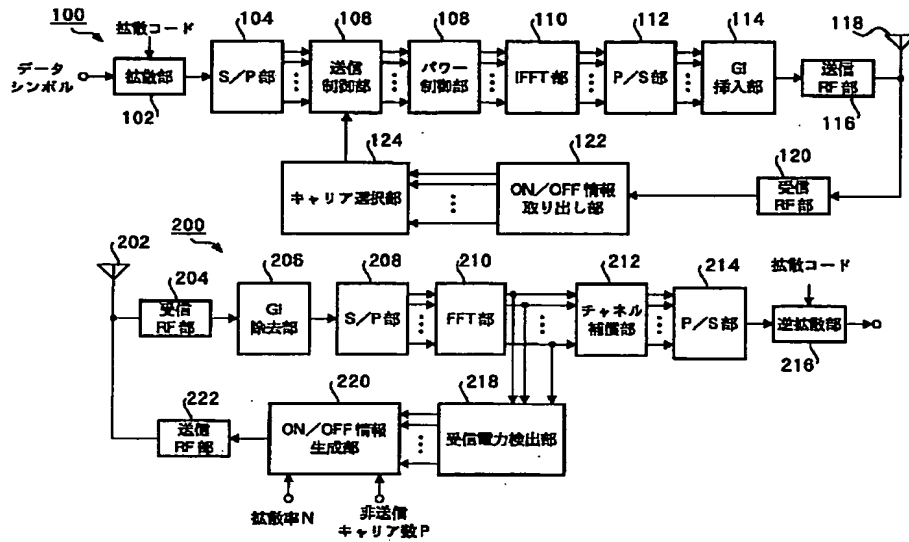 100
拡散コード
データ
シンボル
拡散部
102
104
S/P部
108
送信
制御部
108
パワー
制御部
110
IFFT部
112
P/S部
114
GI
挿入部
118
送信
RF部
116
124
キャリア選択部
122
ON/OFF情報
取り出し部
120
受信
RF部
200
202
204
受信
RF部
206
GI
除去部
208
S/P部
210
FFT部
212
チャネル
補償部
214
P/S部
拡散コード
逆拡散部
216
222
送信
RF部
220
ON/OFF情報
生成部
218
受信電力検出部
拡散率N
非送信
キャリア数P